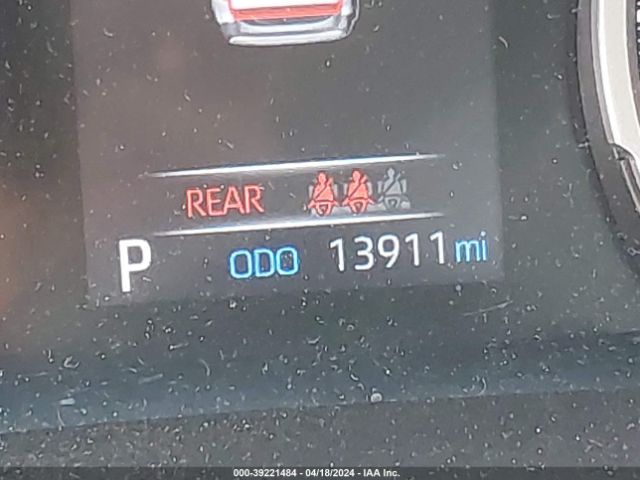 REAR
P ODO 13911 mi
000-39221484 - 04/18/2024 - IAA Inc.